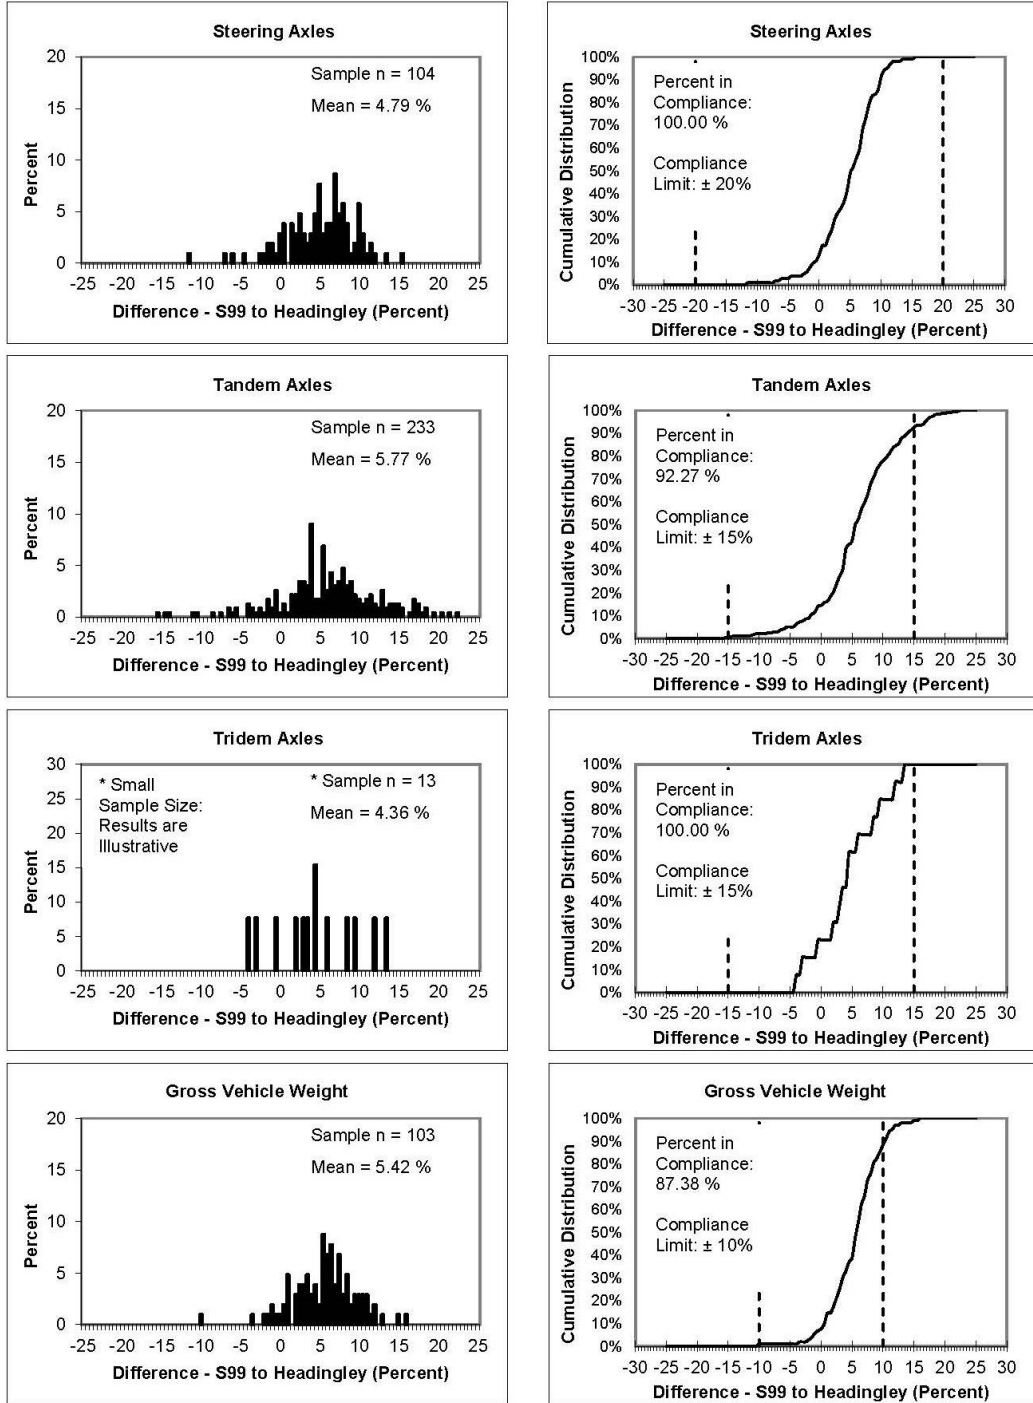 Steering Axles
20
15
10
5
0
Percent
Sample n = 104
Mean = 4.79 %
-25 -20 -15 -10 -5 0 5 10 15 20 25
Difference - S99 to Headingley (Percent)
Steering Axles
100%
90%
80%
70%
60%
50%
40%
30%
20%
10%
0%
Cumulative Distribution
Percent in
Compliance:
100.00 %
Compliance
Limit: ± 20%
-30 -25 -20 -15 -10 -5 0 5 10 15 20 25 30
Difference - S99 to Headingley (Percent)
Tandem Axles
20
15
10
5
0
Percent
Sample n = 233
Mean = 5.77 %
-25 -20 -15 -10 -5 0 5 10 15 20 25
Difference - S99 to Headingley (Percent)
Tandem Axles
100%
90%
80%
70%
60%
50%
40%
30%
20%
10%
0%
Cumulative Distribution
Percent in
Compliance:
92.27 %
Compliance
Limit: ± 15%
-30 -25 -20 -15 -10 -5 0 5 10 15 20 25 30
Difference - S99 to Headingley (Percent)
Tridem Axles
30
25
20
15
10
5
0
Percent
* Small
Sample Size:
Results are
Illustrative
* Sample n = 13
Mean = 4.36 %
-25 -20 -15 -10 -5 0 5 10 15 20 25
Difference - S99 to Headingley (Percent)
Tridem Axles
100%
90%
80%
70%
60%
50%
40%
30%
20%
10%
0%
Cumulative Distribution
Percent in
Compliance:
100.00 %
Compliance
Limit: ± 15%
-30 -25 -20 -15 -10 -5 0 5 10 15 20 25 30
Difference - S99 to Headingley (Percent)
Gross Vehicle Weight
20
15
10
5
0
Percent
Sample n = 103
Mean = 5.42 %
-25 -20 -15 -10 -5 0 5 10 15 20 25
Difference - S99 to Headingley (Percent)
Gross Vehicle Weight
100%
90%
80%
70%
60%
50%
40%
30%
20%
10%
0%
Cumulative Distribution
Percent in
Compliance:
87.38 %
Compliance
Limit: ± 10%
-30 -25 -20 -15 -10 -5 0 5 10 15 20 25 30
Difference - S99 to Headingley (Percent)